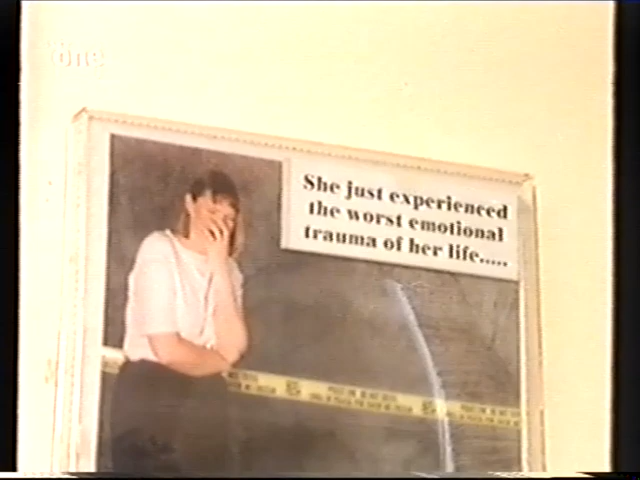 one
She just experienced
the worst emotional
trauma of her life.....